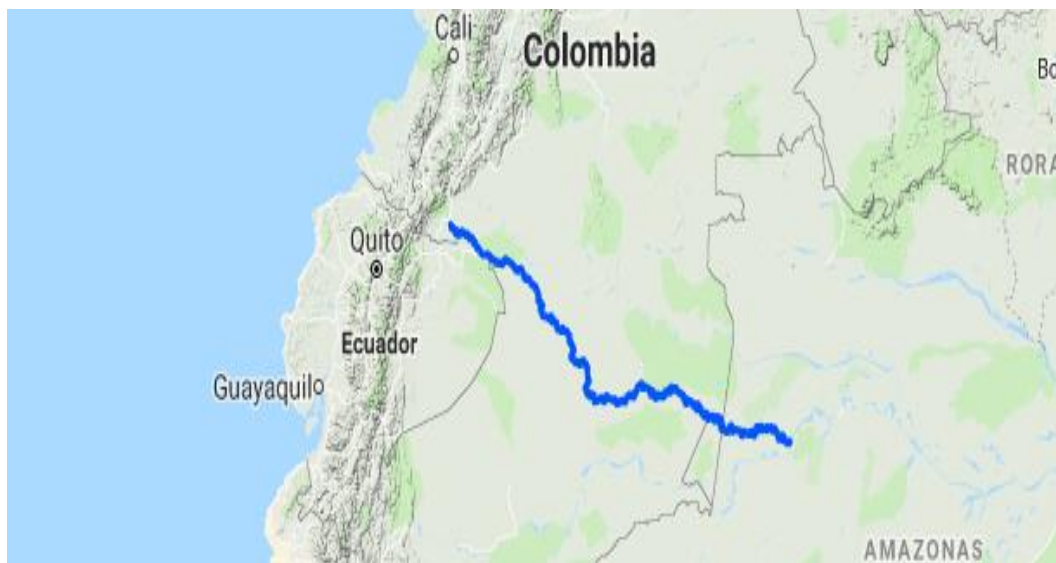 Cali
Colombia
Bo
RORA
Quito
Ecuador
Guayaquil
AMAZONAS